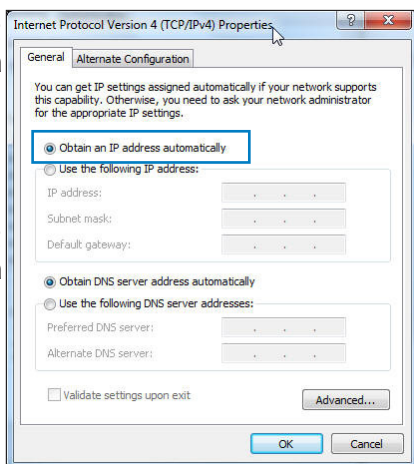 Internet Protocol Version 4 (TCP/IPv4) Properties
General
Alternate Configuration
You can get IP settings assigned automatically if your network supports
this capability. Otherwise, you need to ask your network administrator
for the appropriate IP settings.
Obtain an IP address automatically
Use the following IP address:
IP address:
Subnet mask:
Default gateway:
Obtain DNS server address automatically
Use the following DNS server addresses:
Preferred DNS server:
Alternate DNS server:
Validate settings upon exit
Advanced...
OK
Cancel